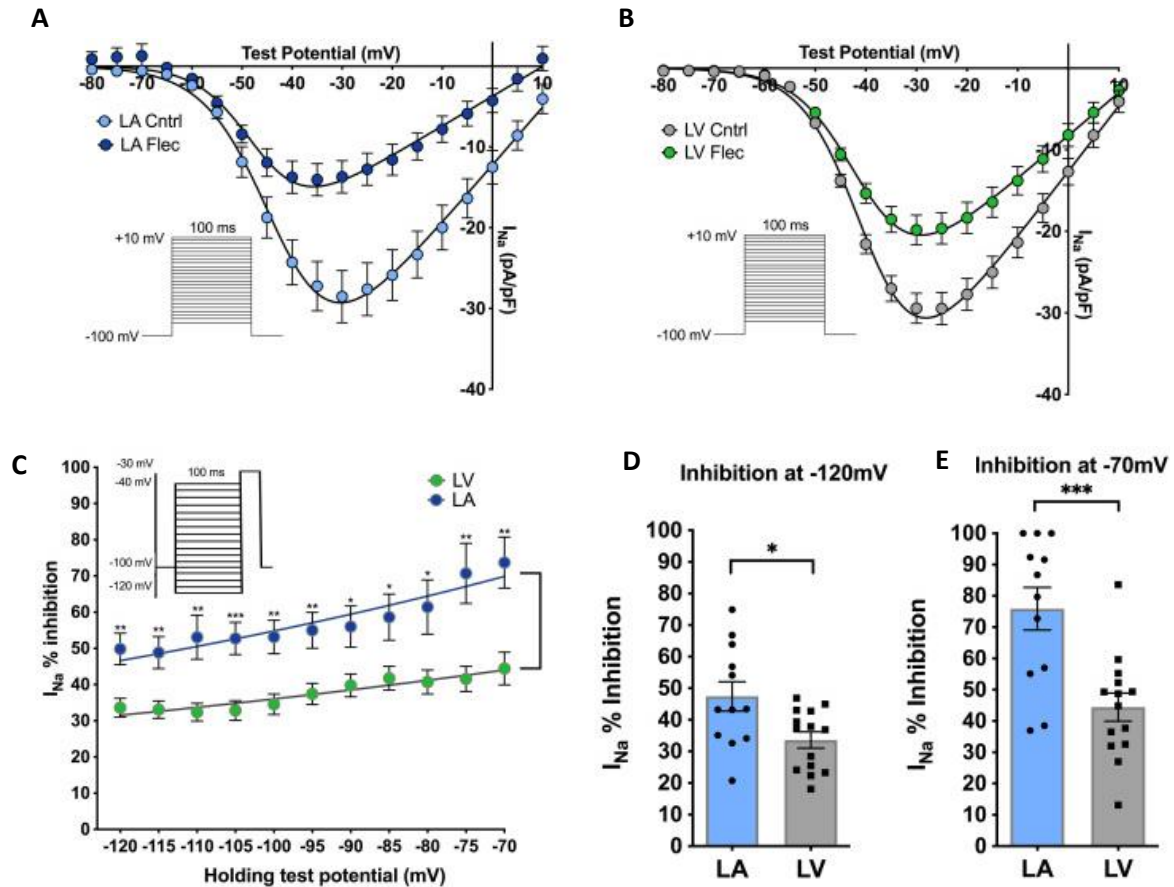 A
Test Potential (mV)
-80 -70 -60 -50 -40 -30 -20 -10 10
LA Cntrl
LA Flec
-10
-20
-30
-40
I Na (pA/pF)
100 ms
+10 mV
-100 mV
B
Test Potential (mV)
-80 -70 -60 -50 -40 -30 -20 -10 10
LV Cntrl
LV Flec
-10
-20
-30
-40
I Na (pA/pF)
100 ms
+10 mV
-100 mV
C
100
90
80
70
60
50
40
30
20
10
0
I Na % inhibition
-30 mV
-40 mV
100 ms
-100 mV
-120 mV
LV
LA
** ** ** *** ** ** * * * ** **
-120 -115 -110 -105 -100 -95 -90 -85 -80 -75 -70
Holding test potential (mV)
D
Inhibition at -120mV
*
100
90
80
70
60
50
40
30
20
10
0
I Na % Inhibition
LA LV
E
Inhibition at -70mV
***
100
90
80
70
60
50
40
30
20
10
0
I Na % Inhibition
LA LV